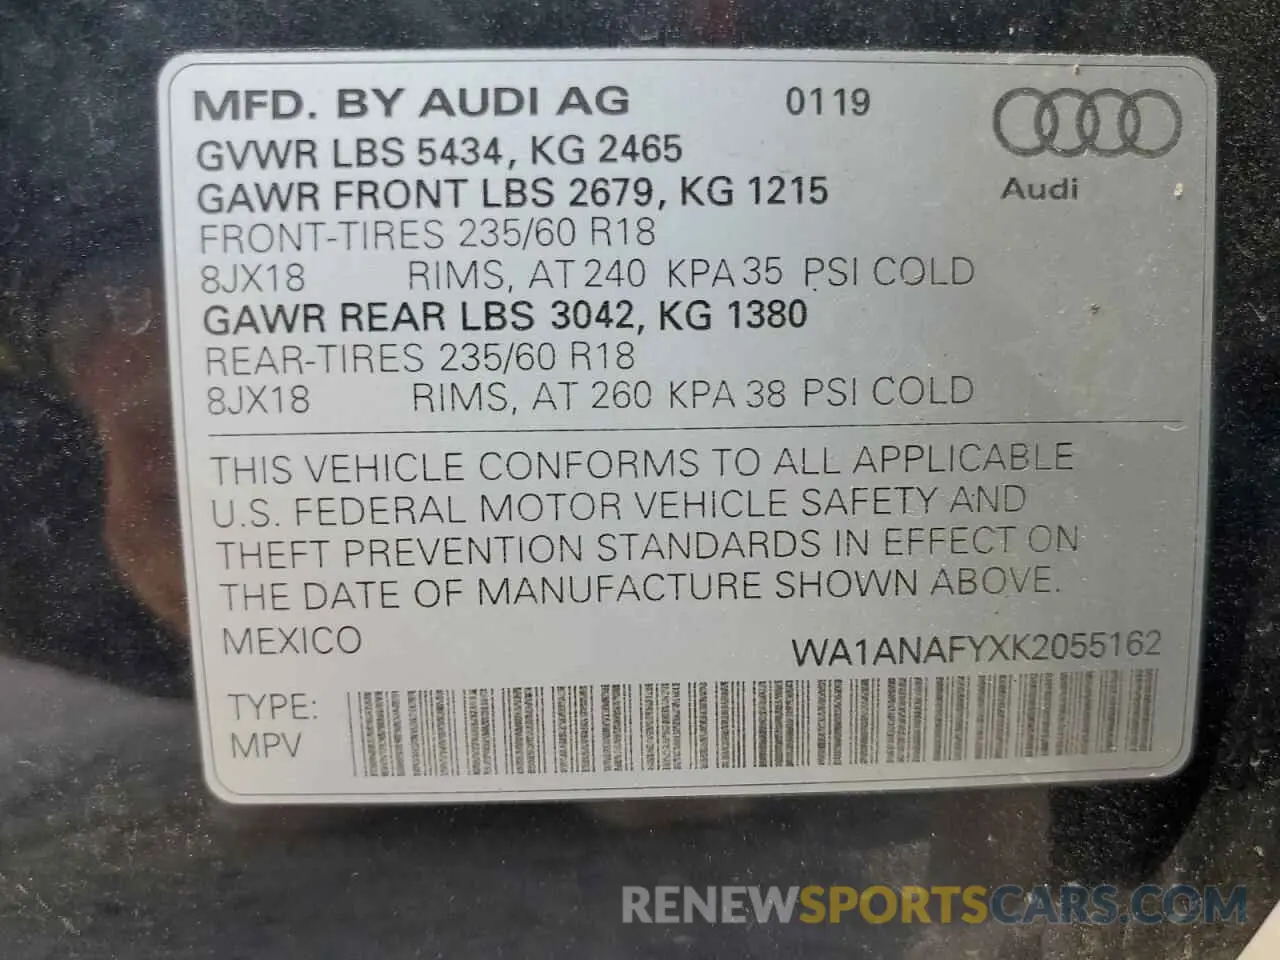 MFD. BY AUDI AG 0119
GVWR LBS 5434, KG 2465
GAWR FRONT LBS 2679, KG 1215
Audi
FRONT-TIRES 235/60 R18
8JX18 RIMS, AT 240 KPA 35 PSI COLD
GAWR REAR LBS 3042, KG 1380
REAR-TIRES 235/60 R18
8JX18 RIMS, AT 260 KPA 38 PSI COLD
THIS VEHICLE CONFORMS TO ALL APPLICABLE
U.S. FEDERAL MOTOR VEHICLE SAFETY AND
THEFT PREVENTION STANDARDS IN EFFECT ON
THE DATE OF MANUFACTURE SHOWN ABOVE.
MEXICO WA1ANAFYXK2055162
TYPE:
MPV
RENEWSPORTSCARS.COM